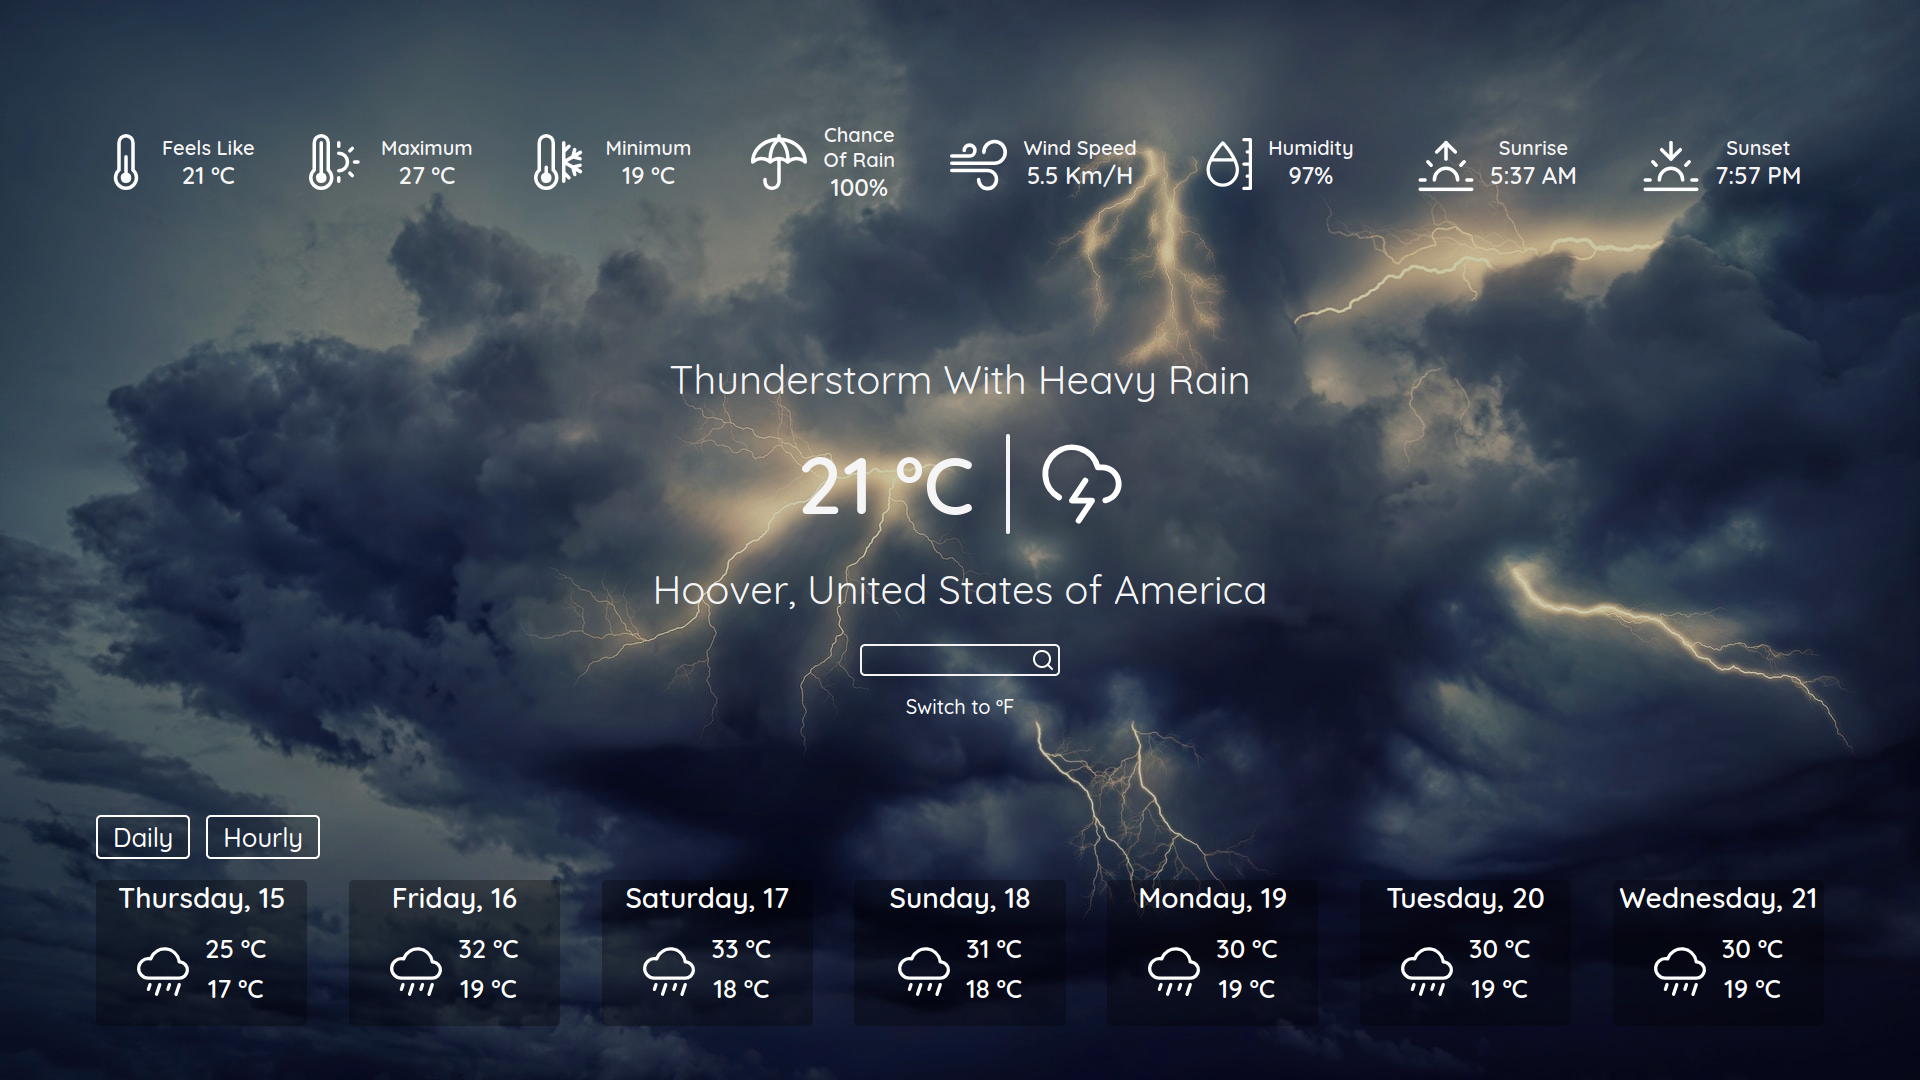 Feels Like
21 °C
Maximum
27 °C
Minimum
19 °C
Chance
Of Rain
100%
Wind Speed
5.5 Km/H
Humidity
97%
Sunrise
5:37 AM
Sunset
7:57 PM
Thunderstorm With Heavy Rain
21 °C
Hoover, United States of America
Switch to °F
Daily
Hourly
Thursday, 15
25 °C
17 °C
Friday, 16
32 °C
19 °C
Saturday, 17
33 °C
18 °C
Sunday, 18
31 °C
18 °C
Monday, 19
30 °C
19 °C
Tuesday, 20
30 °C
19 °C
Wednesday, 21
30 °C
19 °C